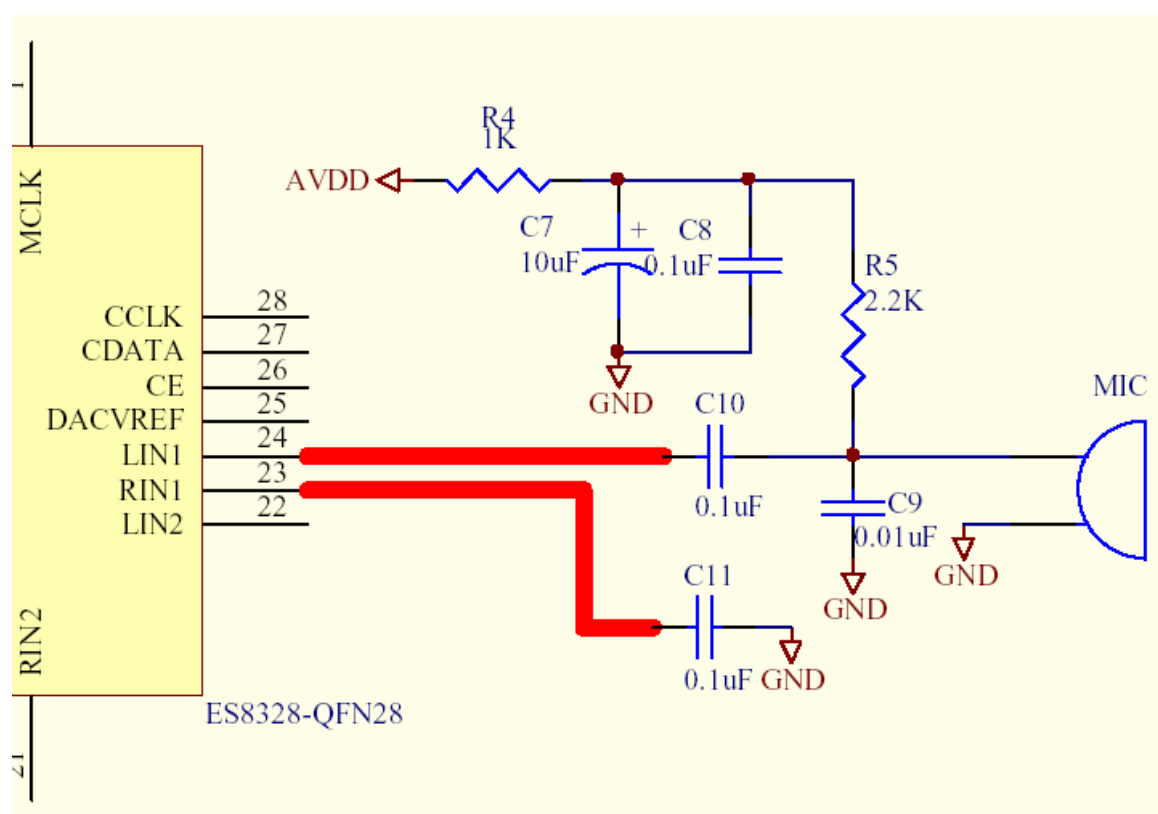 1
MCLK
R4
1K
AVDD
C7
10uF
+
C8
0.1uF
R5
2.2K
GND
CCLK 28
CDATA 27
CE 26
DACVREF 25
LIN1 24
RIN1 23
LIN2 22
C10
0.1uF
MIC
C9
0.01uF
GND
GND
C11
0.1uF
GND
RIN2
21
ES8328-QFN28